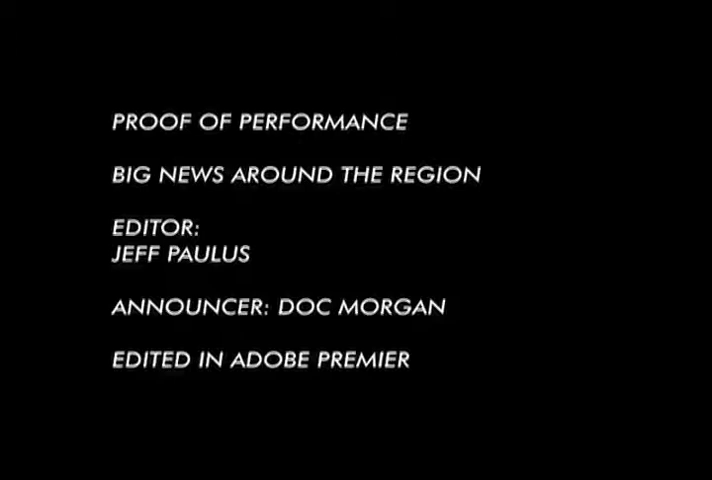 PROOF OF PERFORMANCE
BIG NEWS AROUND THE REGION
EDITOR:
JEFF PAULUS
ANNOUNCER: DOC MORGAN
EDITED IN ADOBE PREMIER